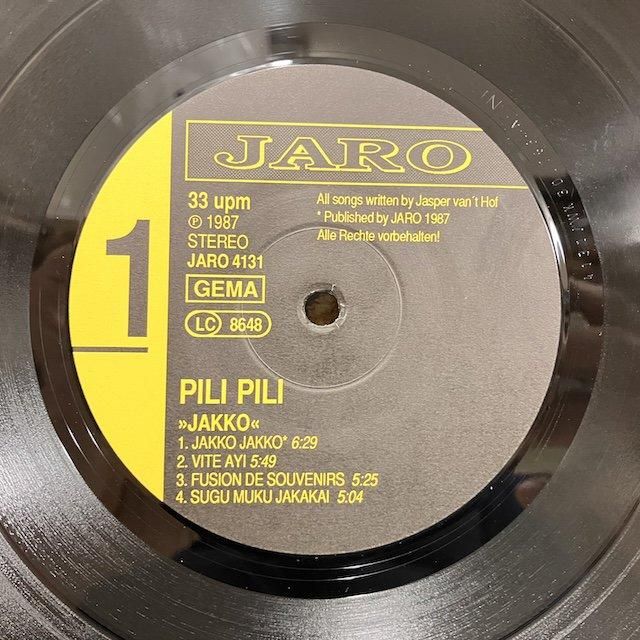 JARO
33 upm
℗ 1987
STEREO
JARO 4131
GEMA
LC 8648
All songs written by Jasper van´t Hof
* Published by JARO 1987
Alle Rechte vorbehalten!
1
PILI PILI
»JAKKO«
1. JAKKO JAKKO* 6:29
2. VITE AYI 5:49
3. FUSION DE SOUVENIRS 5:25
4. SUGU MUKU JAKAKAI 5:04